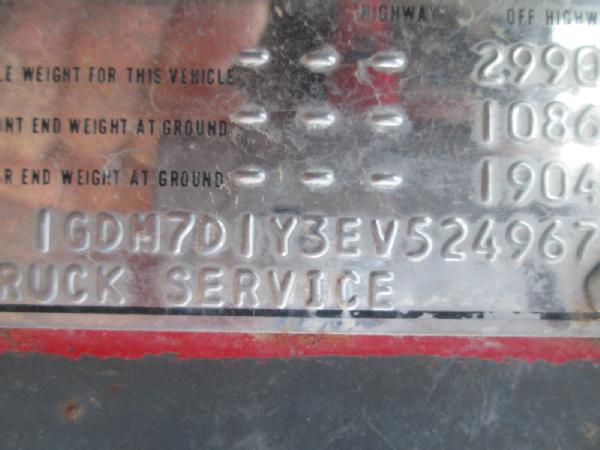 HIGHWAY OFF HIGHW
LE WEIGHT FOR THIS VEHICLE - - - 2990
NT END WEIGHT AT GROUND - - - 1086
R END WEIGHT AT GROUND - - - 1904
1GDM7D1Y3EV524967
RUCK SERVICE